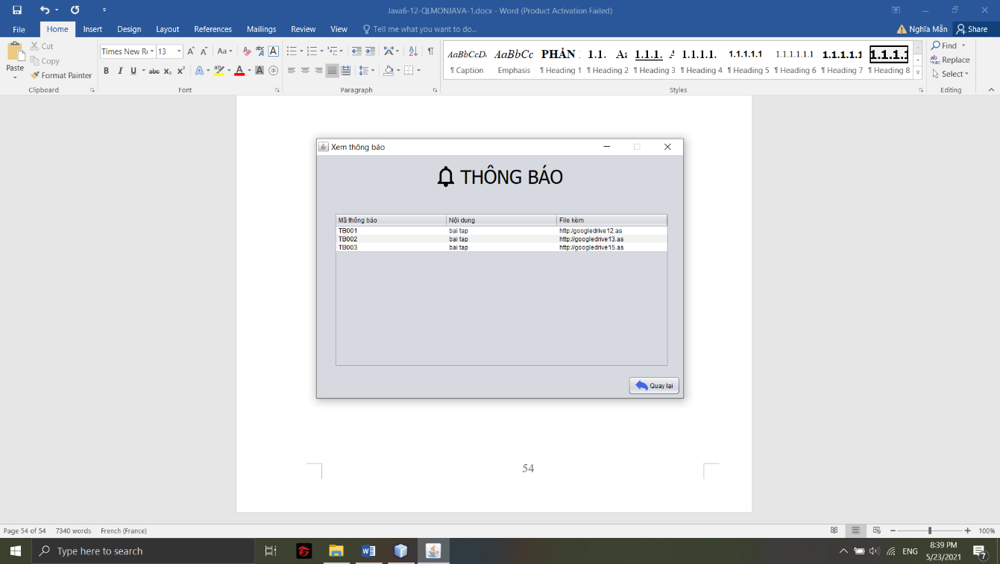 Java6-12-QLMONJAVA-1.docx - Word (Product Activation Failed)
File Home Insert Design Layout References Mailings Review View Tell me what you want to do... Nghĩa Mẫn Share
Paste Cut Copy Format Painter
Times New R 13
AaBbCcD AaBbCc PHẦN 1.1. A 1.1.1. A 1.1.1.1. 1.1.1.1.1 1.1.1.1.1.1 1.1.1.1.1 1.1.1.1
¶ Caption Emphasis ¶ Heading 1 ¶ Heading 2 ¶ Heading 3 ¶ Heading 4 ¶ Heading 5 ¶ Heading 6 ¶ Heading 7 ¶ Heading 8
Find Replace Select
Clipboard Font Paragraph Styles Editing
Xem thông báo
THÔNG BÁO
Mã thông báo Nội dung File kèm
TB001 bai tap http:/googledrive12.as
TB002 bai tap http://googledrive13.as
TB003 bai tap http://googledrive15.as
Quay lại
54
Page 54 of 54 7340 words French (France) 100%
Type here to search
ENG 8:39 PM 5/23/2021 7